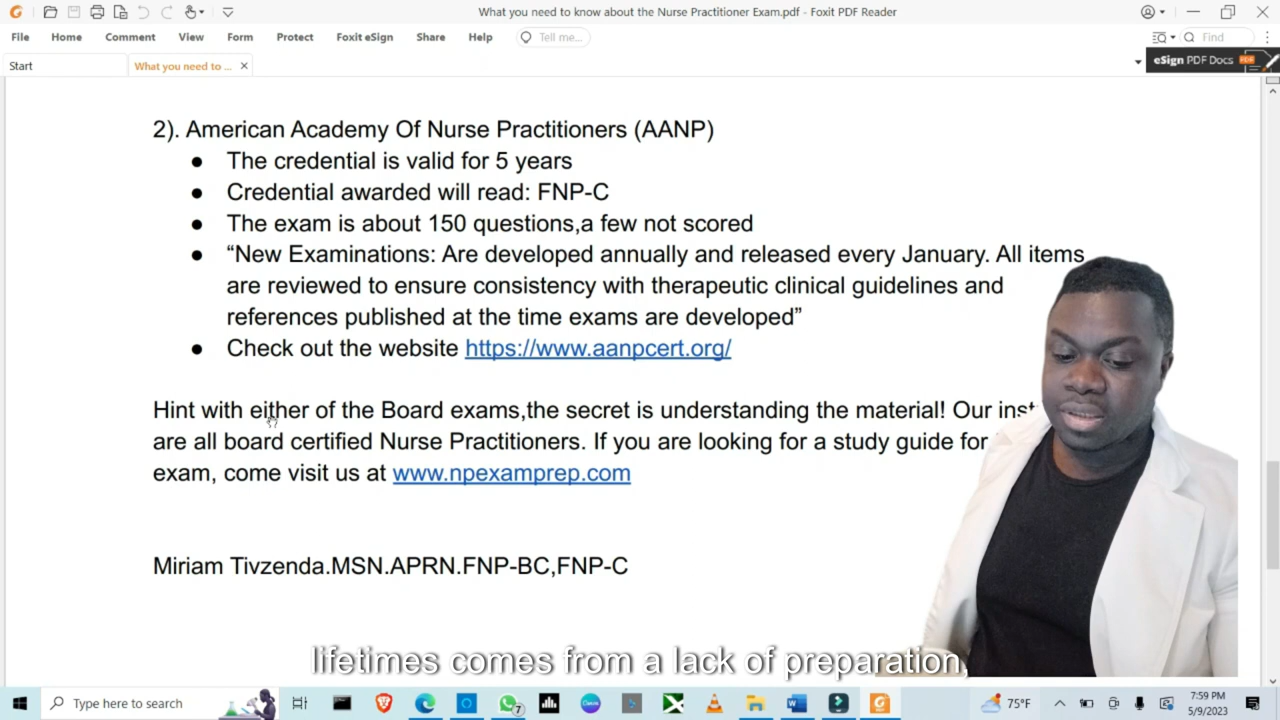 What you need to know about the Nurse Practitioner Exam.pdf - Foxit PDF Reader
File Home Comment View Form Protect Foxit eSign Share Help Tell me... Find
Start What you need to ... eSign PDF Docs
2). American Academy Of Nurse Practitioners (AANP)
● The credential is valid for 5 years
● Credential awarded will read: FNP-C
● The exam is about 150 questions,a few not scored
● “New Examinations: Are developed annually and released every January. All items
are reviewed to ensure consistency with therapeutic clinical guidelines and
references published at the time exams are developed”
● Check out the website https://www.aanpcert.org/
Hint with either of the Board exams,the secret is understanding the material! Our
are all board certified Nurse Practitioners. If you are looking for a study guide for
exam, come visit us at www.npexamprep.com
Miriam Tivzenda.MSN.APRN.FNP-BC,FNP-C
lifetimes comes from a lack of preparation,
Type here to search 7 75°F 7:59 PM
5/9/2023